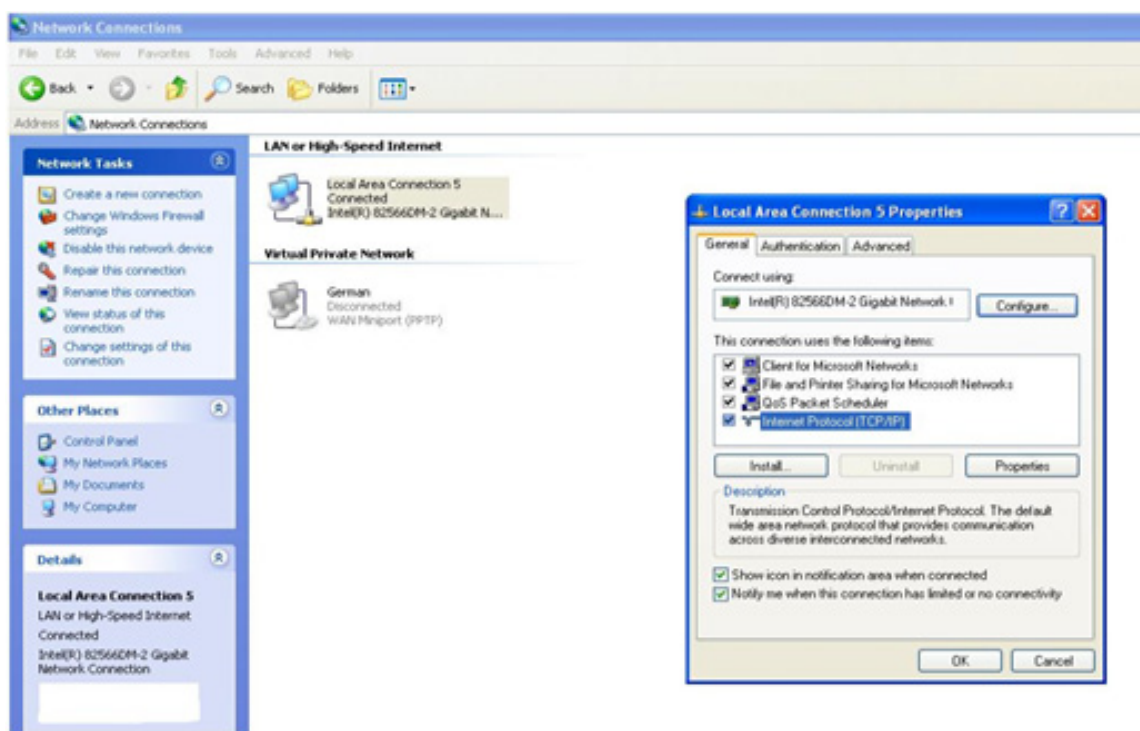 Network Connections
File Edit View Favorites Tools Advanced Help
Back Search Folders
Address Network Connections
Network Tasks
Create a new connection
Change Windows Firewall
settings
Disable this network device
Repair this connection
Rename this connection
View status of this
connection
Change settings of this
connection
Other Places
Control Panel
My Network Places
My Documents
My Computer
Details
Local Area Connection 5
LAN or High-Speed Internet
Connected
Intel(R) 82566DM-2 Gigabit
Network Connection
LAN or High-Speed Internet
Local Area Connection 5
Connected
Intel(R) 82566DM-2 Gigabit N...
Virtual Private Network
German
Disconnected
WAN Miniport (PPTP)
Local Area Connection 5 Properties
General Authentication Advanced
Connect using:
Intel(R) 82566DM-2 Gigabit Network
Configure...
This connection uses the following items:
Client for Microsoft Networks
File and Printer Sharing for Microsoft Networks
QoS Packet Scheduler
Internet Protocol (TCP/IP)
Install... Uninstall Properties
Description
Transmission Control Protocol/Internet Protocol. The default
wide area network protocol that provides communication
across diverse interconnected networks.
Show icon in notification area when connected
Notify me when this connection has limited or no connectivity
OK Cancel